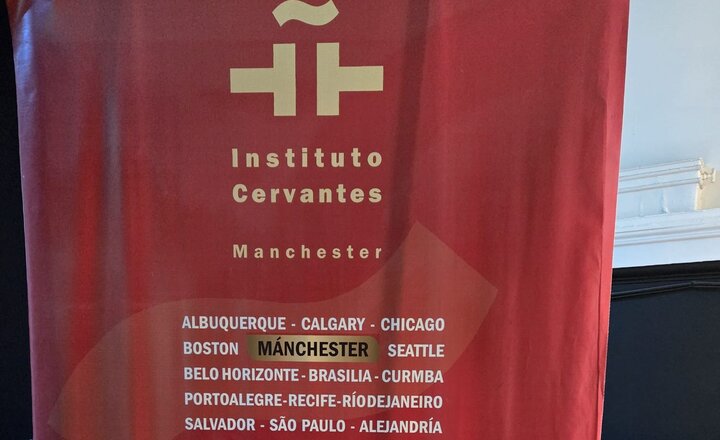 Instituto
Cervantes
Manchester
ALBUQUERQUE - CALGARY - CHICAGO
BOSTON MÁNCHESTER SEATTLE
BELO HORIZONTE - BRASILIA - CURMBA
PORTOALEGRE-RECIFE-RÍODEJANEIRO
SALVADOR - SÃO PAULO - ALEJANDRÍA